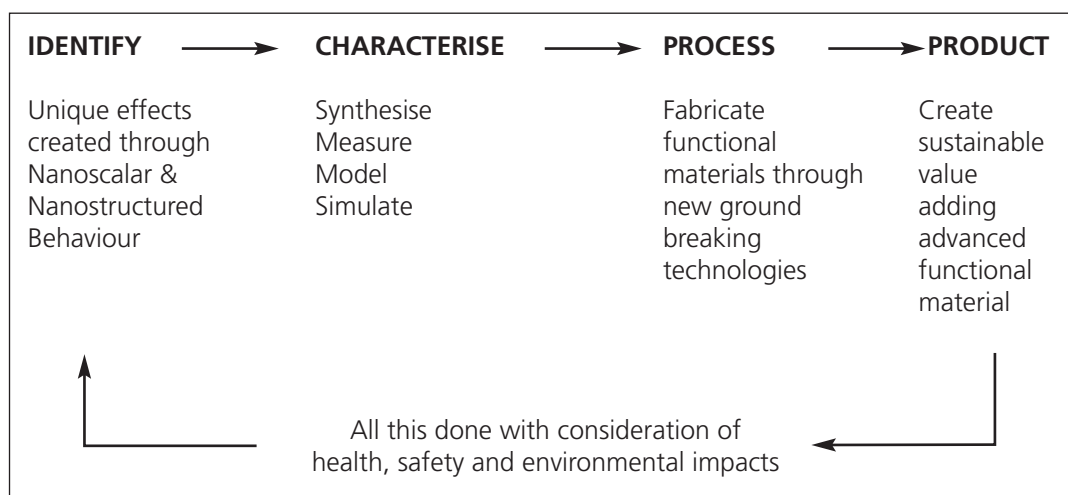 IDENTIFY
Unique effects
created through
Nanoscalar &
Nanostructured
Behaviour
CHARACTERISE
Synthesise
Measure
Model
Simulate
PROCESS
Fabricate
functional
materials through
new ground
breaking
technologies
PRODUCT
Create
sustainable
value
adding
advanced
functional
material
All this done with consideration of
health, safety and environmental impacts